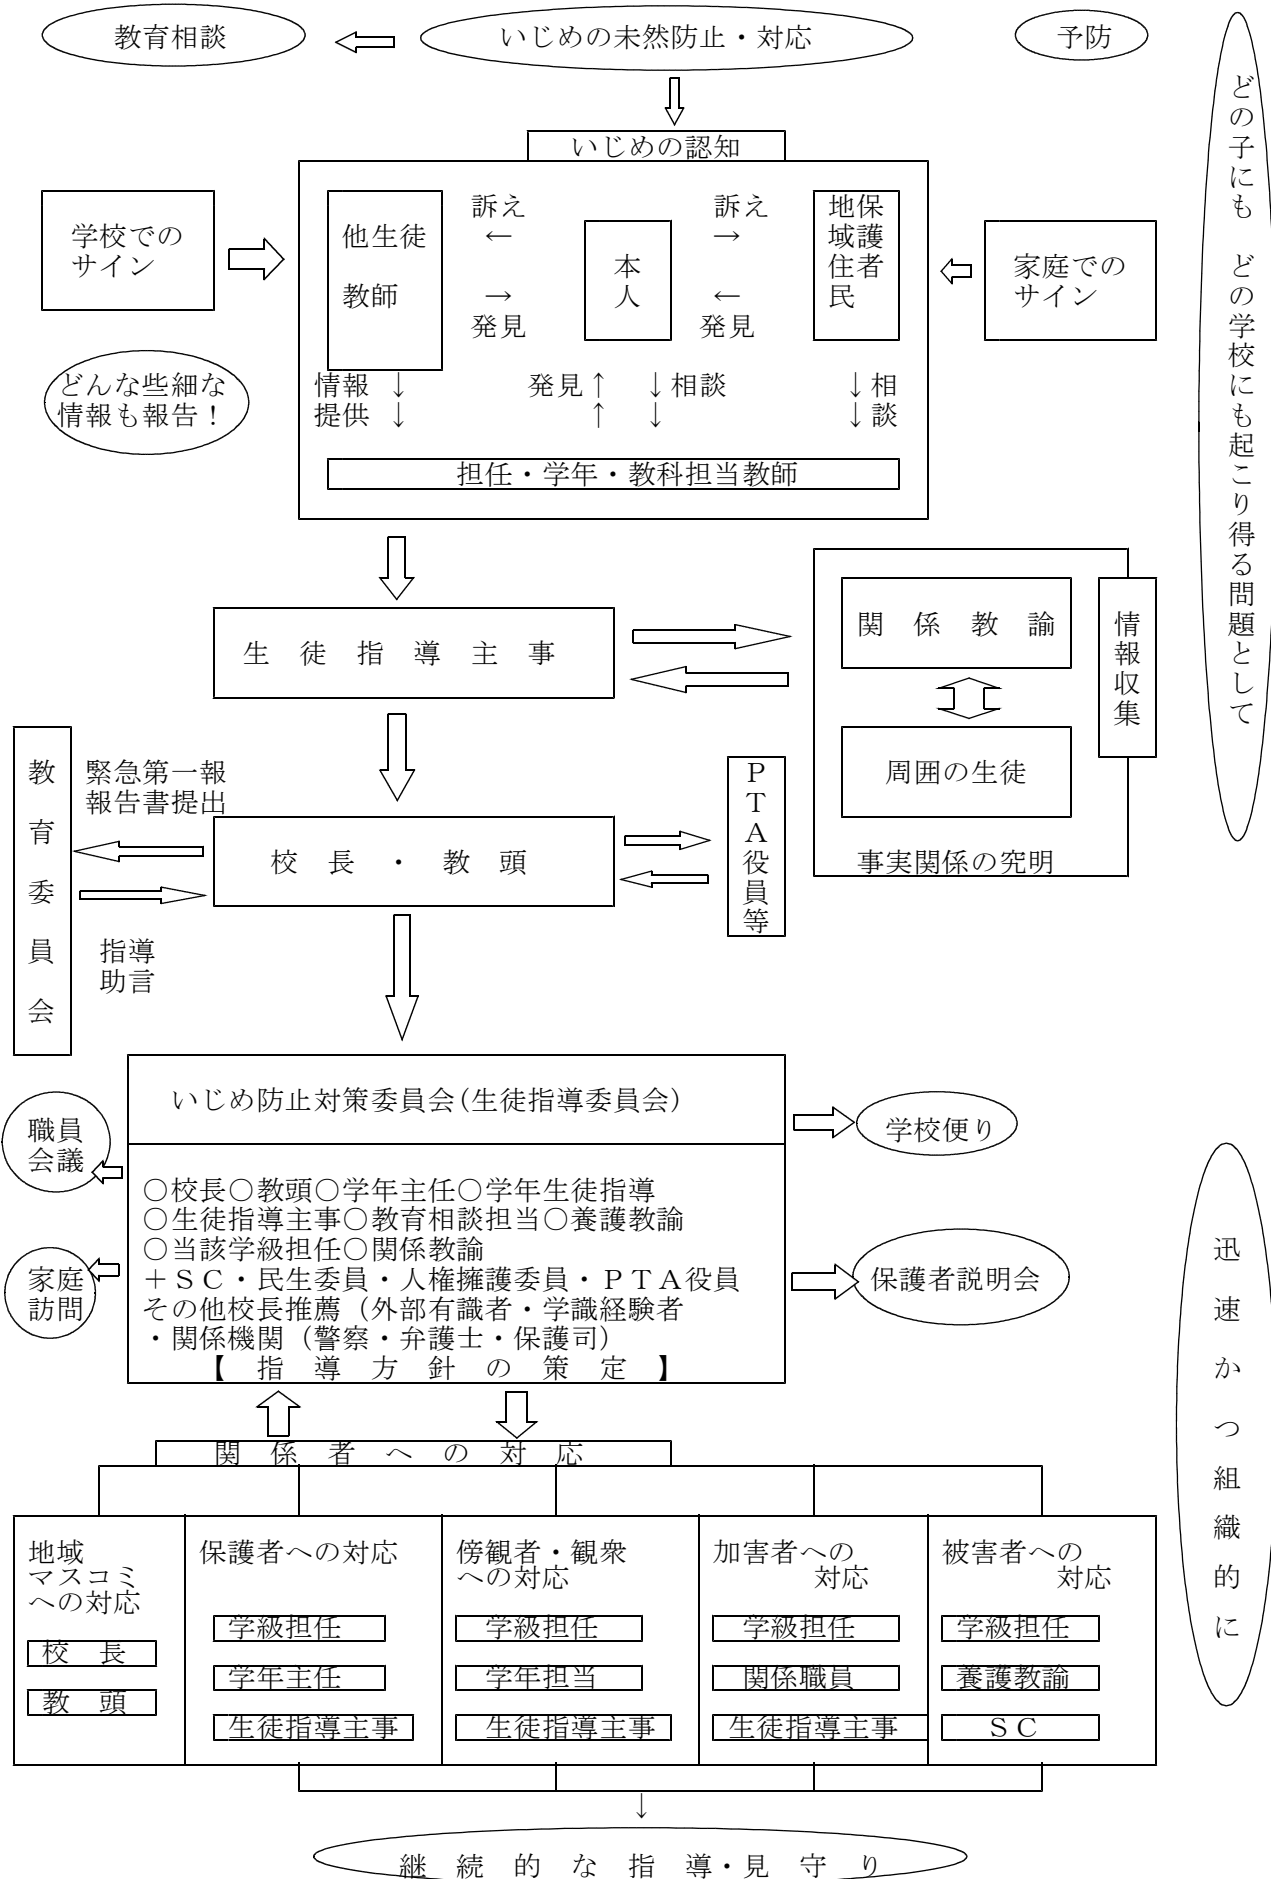 教育相談
いじめの未然防止・対応
予防
どの子にも　どの学校にも起こり得る問題として
いじめの認知
学校での
サイン
他生徒
教師
訴え
←
→
発見
本人
訴え
→
←
発見
地域住民
保護者
家庭での
サイン
どんな些細な
情報も報告！
情報 ↓
提供 ↓
発見↑ ↓相談
↑ ↓
↓相
↓談
担任・学年・教科担当教師
生　徒　指　導　主　事
関　係　教　諭
情報収集
周囲の生徒
事実関係の究明
教育委員会
緊急第一報
報告書提出
校　長　・　教　頭
ＰＴＡ役員等
指導
助言
いじめ防止対策委員会(生徒指導委員会)
職員
会議
学校便り
○校長○教頭○学年主任○学年生徒指導
○生徒指導主事○教育相談担当○養護教諭
○当該学級担任○関係教諭
＋ＳＣ・民生委員・人権擁護委員・ＰＴＡ役員
その他校長推薦（外部有識者・学識経験者
・関係機関（警察・弁護士・保護司）
【　指　導　方　針　の　策　定　】
家庭
訪問
保護者説明会
迅速かつ組織的に
関　係　者　へ　の　対　応
地域
マスコミ
への対応
校　長
教　頭
保護者への対応
学級担任
学年主任
生徒指導主事
傍観者・観衆
への対応
学級担任
学年担当
生徒指導主事
加害者への
対応
学級担任
関係職員
生徒指導主事
被害者への
対応
学級担任
養護教諭
ＳＣ
↓
継　続　的　な　指　導・見　守　り